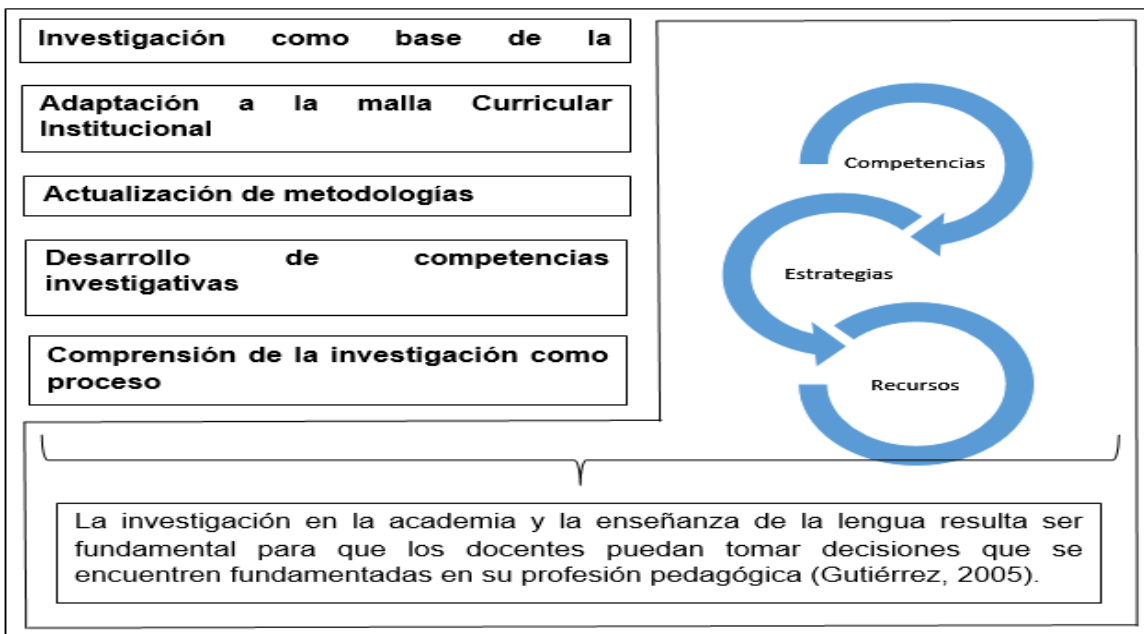 Investigación como base de la
Adaptación a la malla Curricular
Institucional
Actualización de metodologías
Desarrollo de competencias
investigativas
Comprensión de la investigación como
proceso
Competencias
Estrategias
Recursos
La investigación en la academia y la enseñanza de la lengua resulta ser
fundamental para que los docentes puedan tomar decisiones que se
encuentren fundamentadas en su profesión pedagógica (Gutiérrez, 2005).